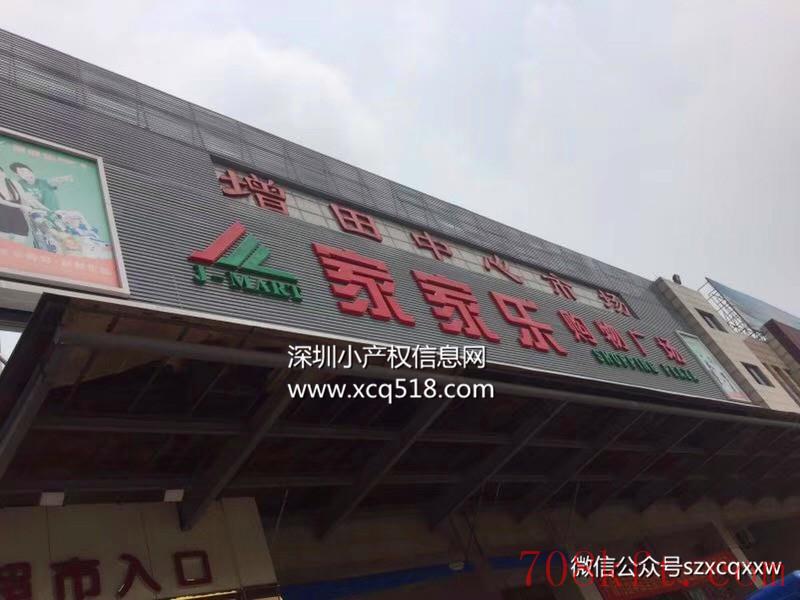 增田中心市场
J-MART
家家乐购物广场
深圳小产权信息网
www.xcq518.com
超市入口
微信公众号szxcqxxw